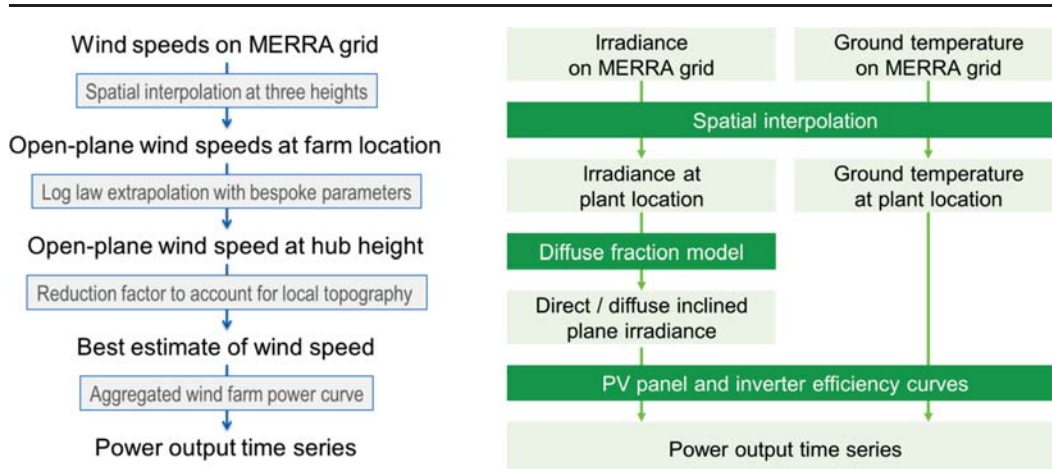 Wind speeds on MERRA grid
Spatial interpolation at three heights
Open-plane wind speeds at farm location
Log law extrapolation with bespoke parameters
Open-plane wind speed at hub height
Reduction factor to account for local topography
Best estimate of wind speed
Aggregated wind farm power curve
Power output time series
Irradiance
on MERRA grid
Ground temperature
on MERRA grid
Spatial interpolation
Irradiance at
plant location
Ground temperature
at plant location
Diffuse fraction model
Direct / diffuse inclined
plane irradiance
PV panel and inverter efficiency curves
Power output time series